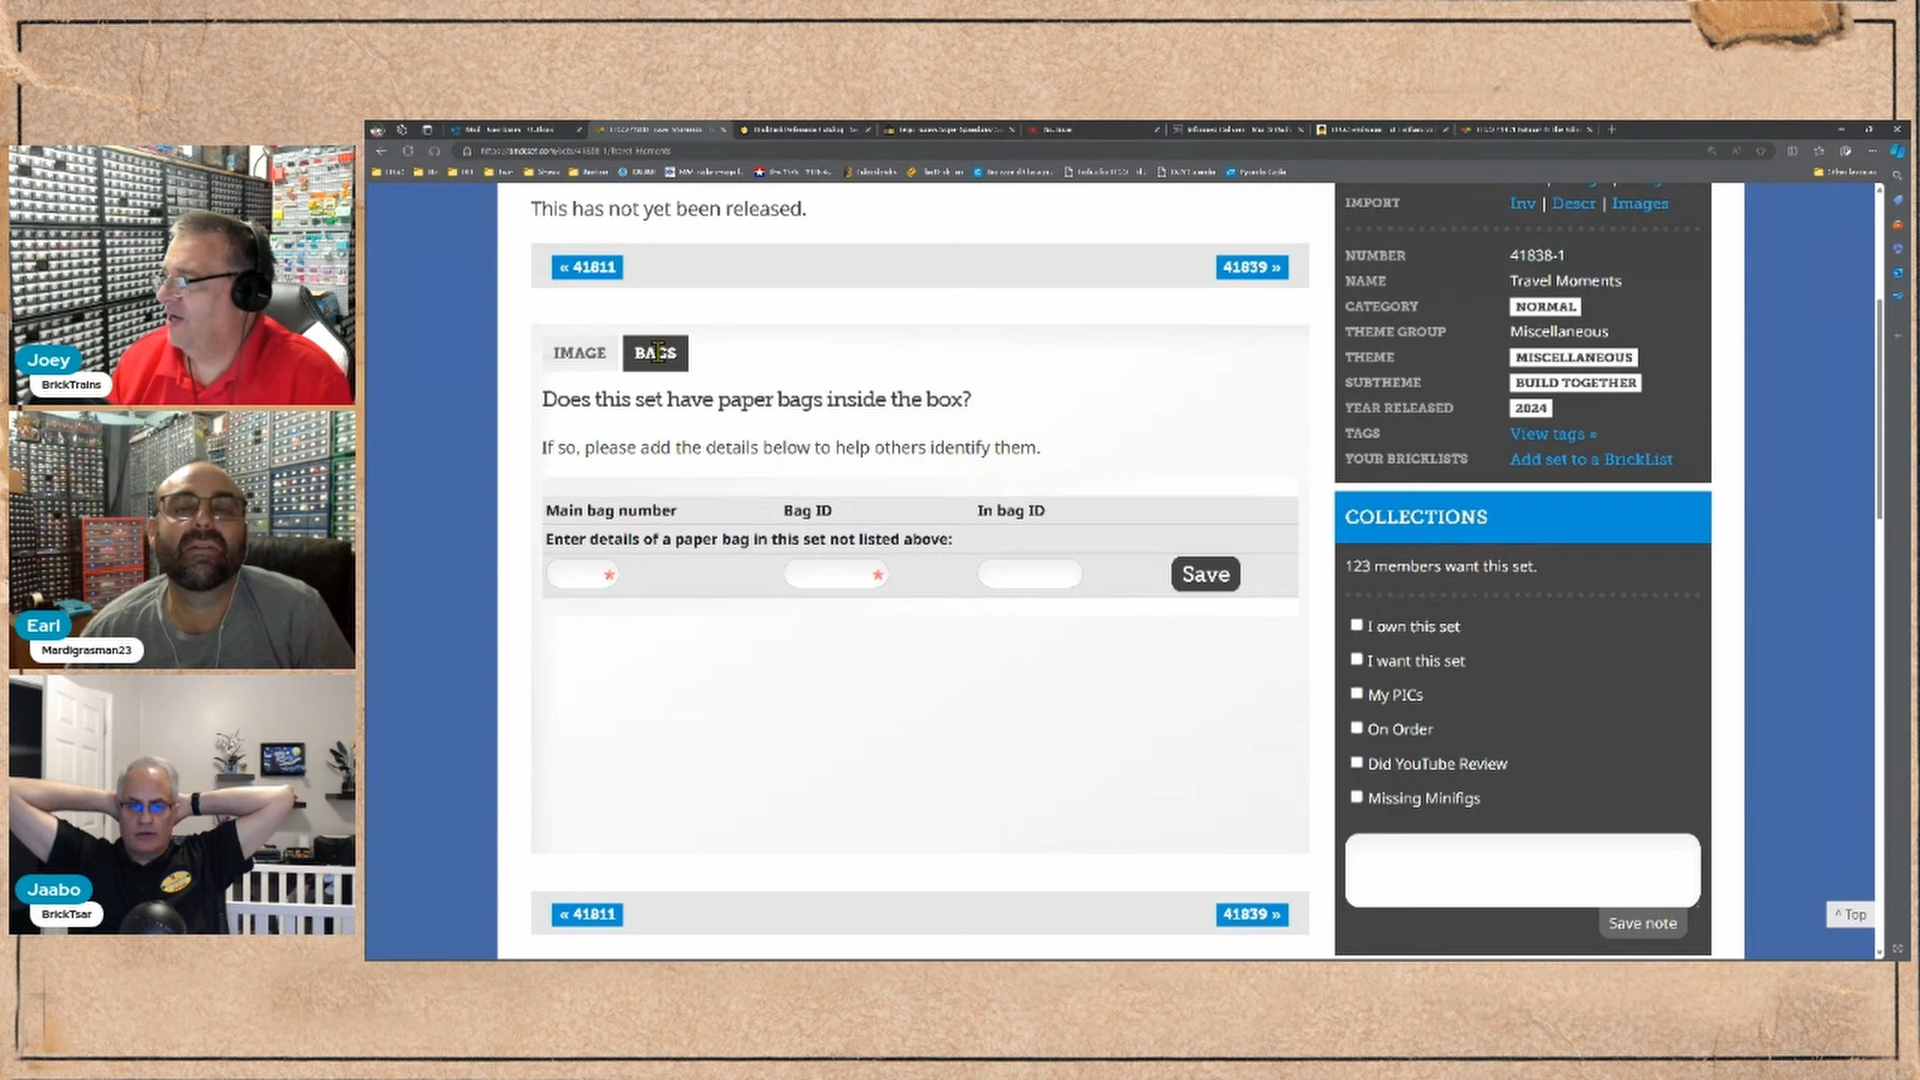 Joey
BrickTrains
Earl
Mardigrasman23
Jaabo
BrickTsar
This has not yet been released.
« 41811
41839 »
IMAGE
BAGS
Does this set have paper bags inside the box?
If so, please add the details below to help others identify them.
Main bag number Bag ID In bag ID
Enter details of a paper bag in this set not listed above:
* * Save
« 41811
41839 »
IMPORT Inv | Descr | Images
NUMBER 41838-1
NAME Travel Moments
CATEGORY NORMAL
THEME GROUP Miscellaneous
THEME MISCELLANEOUS
SUBTHEME BUILD TOGETHER
YEAR RELEASED 2024
TAGS View tags »
YOUR BRICKLISTS Add set to a BrickList
COLLECTIONS
123 members want this set.
I own this set
I want this set
My PICs
On Order
Did YouTube Review
Missing Minifigs
Save note
^ Top